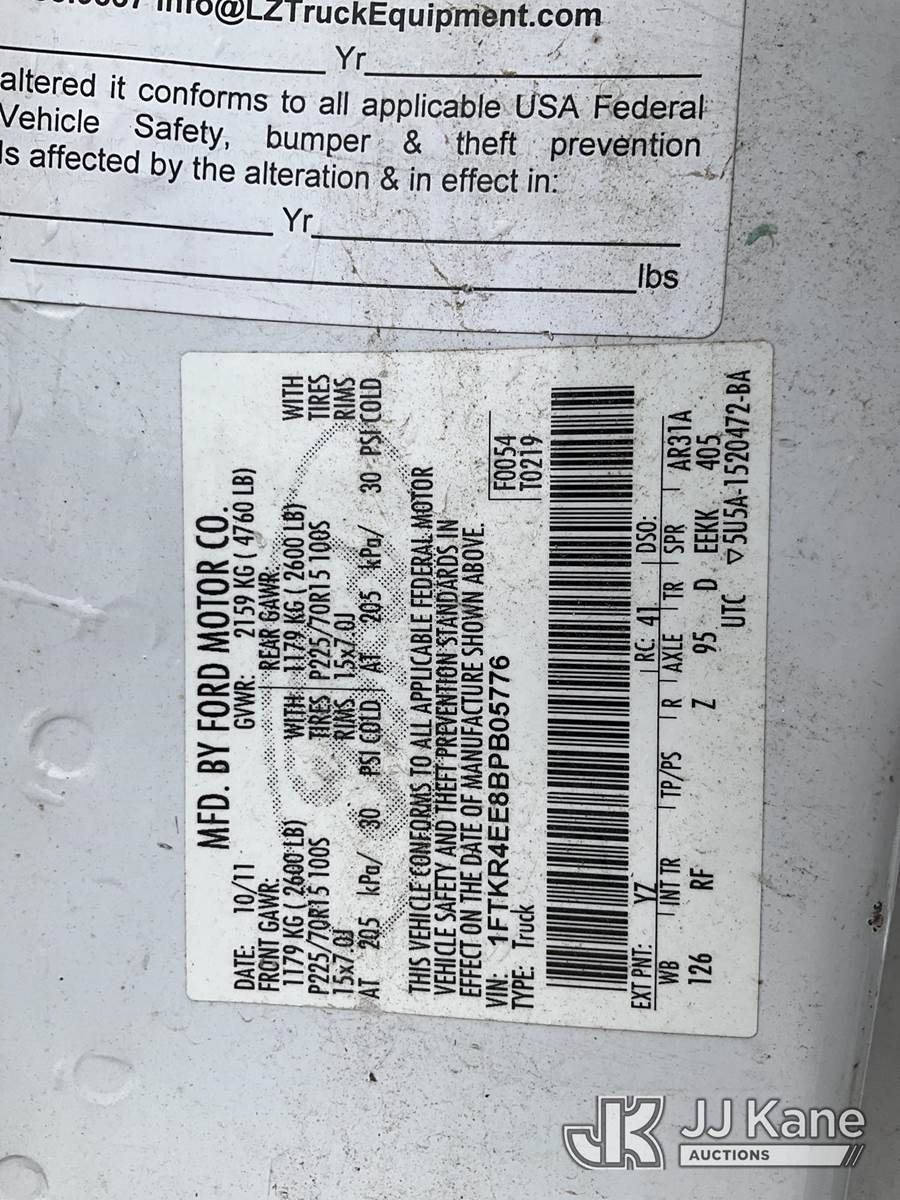 info@LZTruckEquipment.com
Yr
altered it conforms to all applicable USA Federal
Vehicle Safety, bumper & theft prevention
affected by the alteration & in effect in:
Yr
lbs
MFD. BY FORD MOTOR CO.
DATE: 10/11 GVWR: 2159 KG ( 4760 LB)
FRONT GAWR: REAR GAWR:
1179 KG ( 2600 LB) WITH 1179 KG ( 2600 LB) WITH
P225/70R15 100S TIRES P225/70R15 100S TIRES
15x7.0J RIMS 15x7.0J RIMS
AT 205 kPa/ 30 PSI COLD AT 205 kPa/ 30 PSI COLD
THIS VEHICLE CONFORMS TO ALL APPLICABLE FEDERAL MOTOR
VEHICLE SAFETY AND THEFT PREVENTION STANDARDS IN
EFFECT ON THE DATE OF MANUFACTURE SHOWN ABOVE.
VIN: 1FTKR4EE8BPB05776 F0054
TYPE: Truck T0219
EXT PNT: YZ RC: 41 DSO:
WB INT TR TP/PS R AXLE TR SPR AR31A
126 RF Z 95 D EEKK 405
UTC ▽5U5A-1520472-BA
JK JJ Kane
AUCTIONS